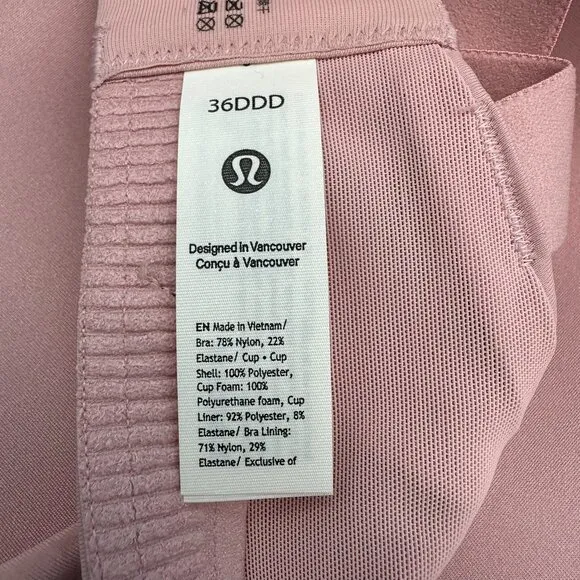 36DDD
Designed in Vancouver
Conçu à Vancouver
EN Made in Vietnam/
Bra: 78% Nylon, 22%
Elastane/ Cup • Cup
Shell: 100% Polyester,
Cup Foam: 100%
Polyurethane foam, Cup
Liner: 92% Polyester, 8%
Elastane/ Bra Lining:
71% Nylon, 29%
Elastane/ Exclusive of